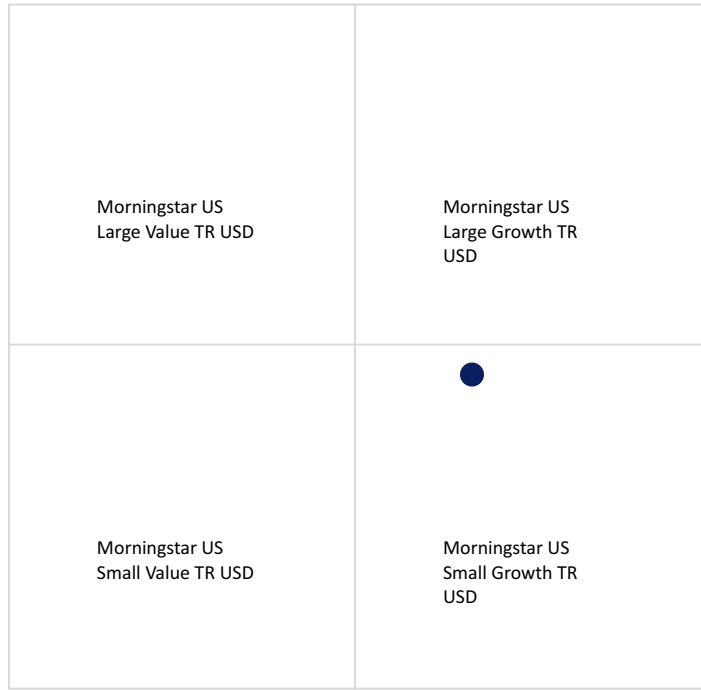 Morningstar US
Large Value TR USD
Morningstar US
Large Growth TR
USD
Morningstar US
Small Value TR USD
Morningstar US
Small Growth TR
USD